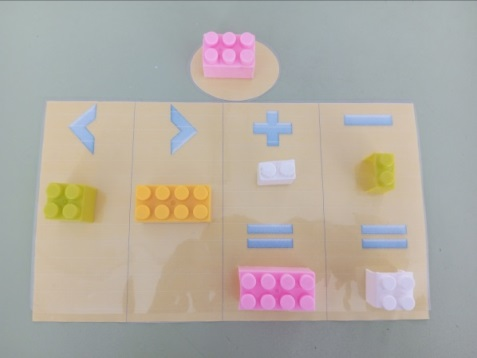 < > + −
= =